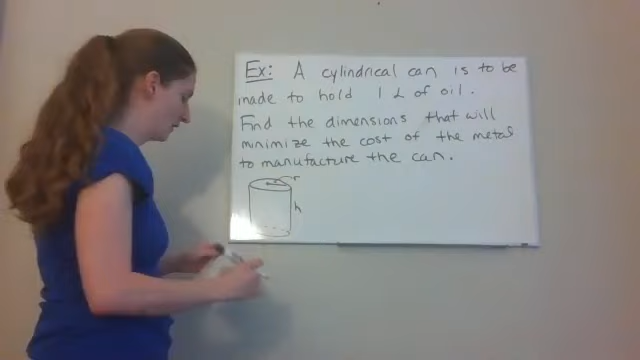 Ex: A cylindrical can is to be
made to hold 1 L of oil.
Find the dimensions that will
minimize the cost of the metal
to manufacture the can.
r
h